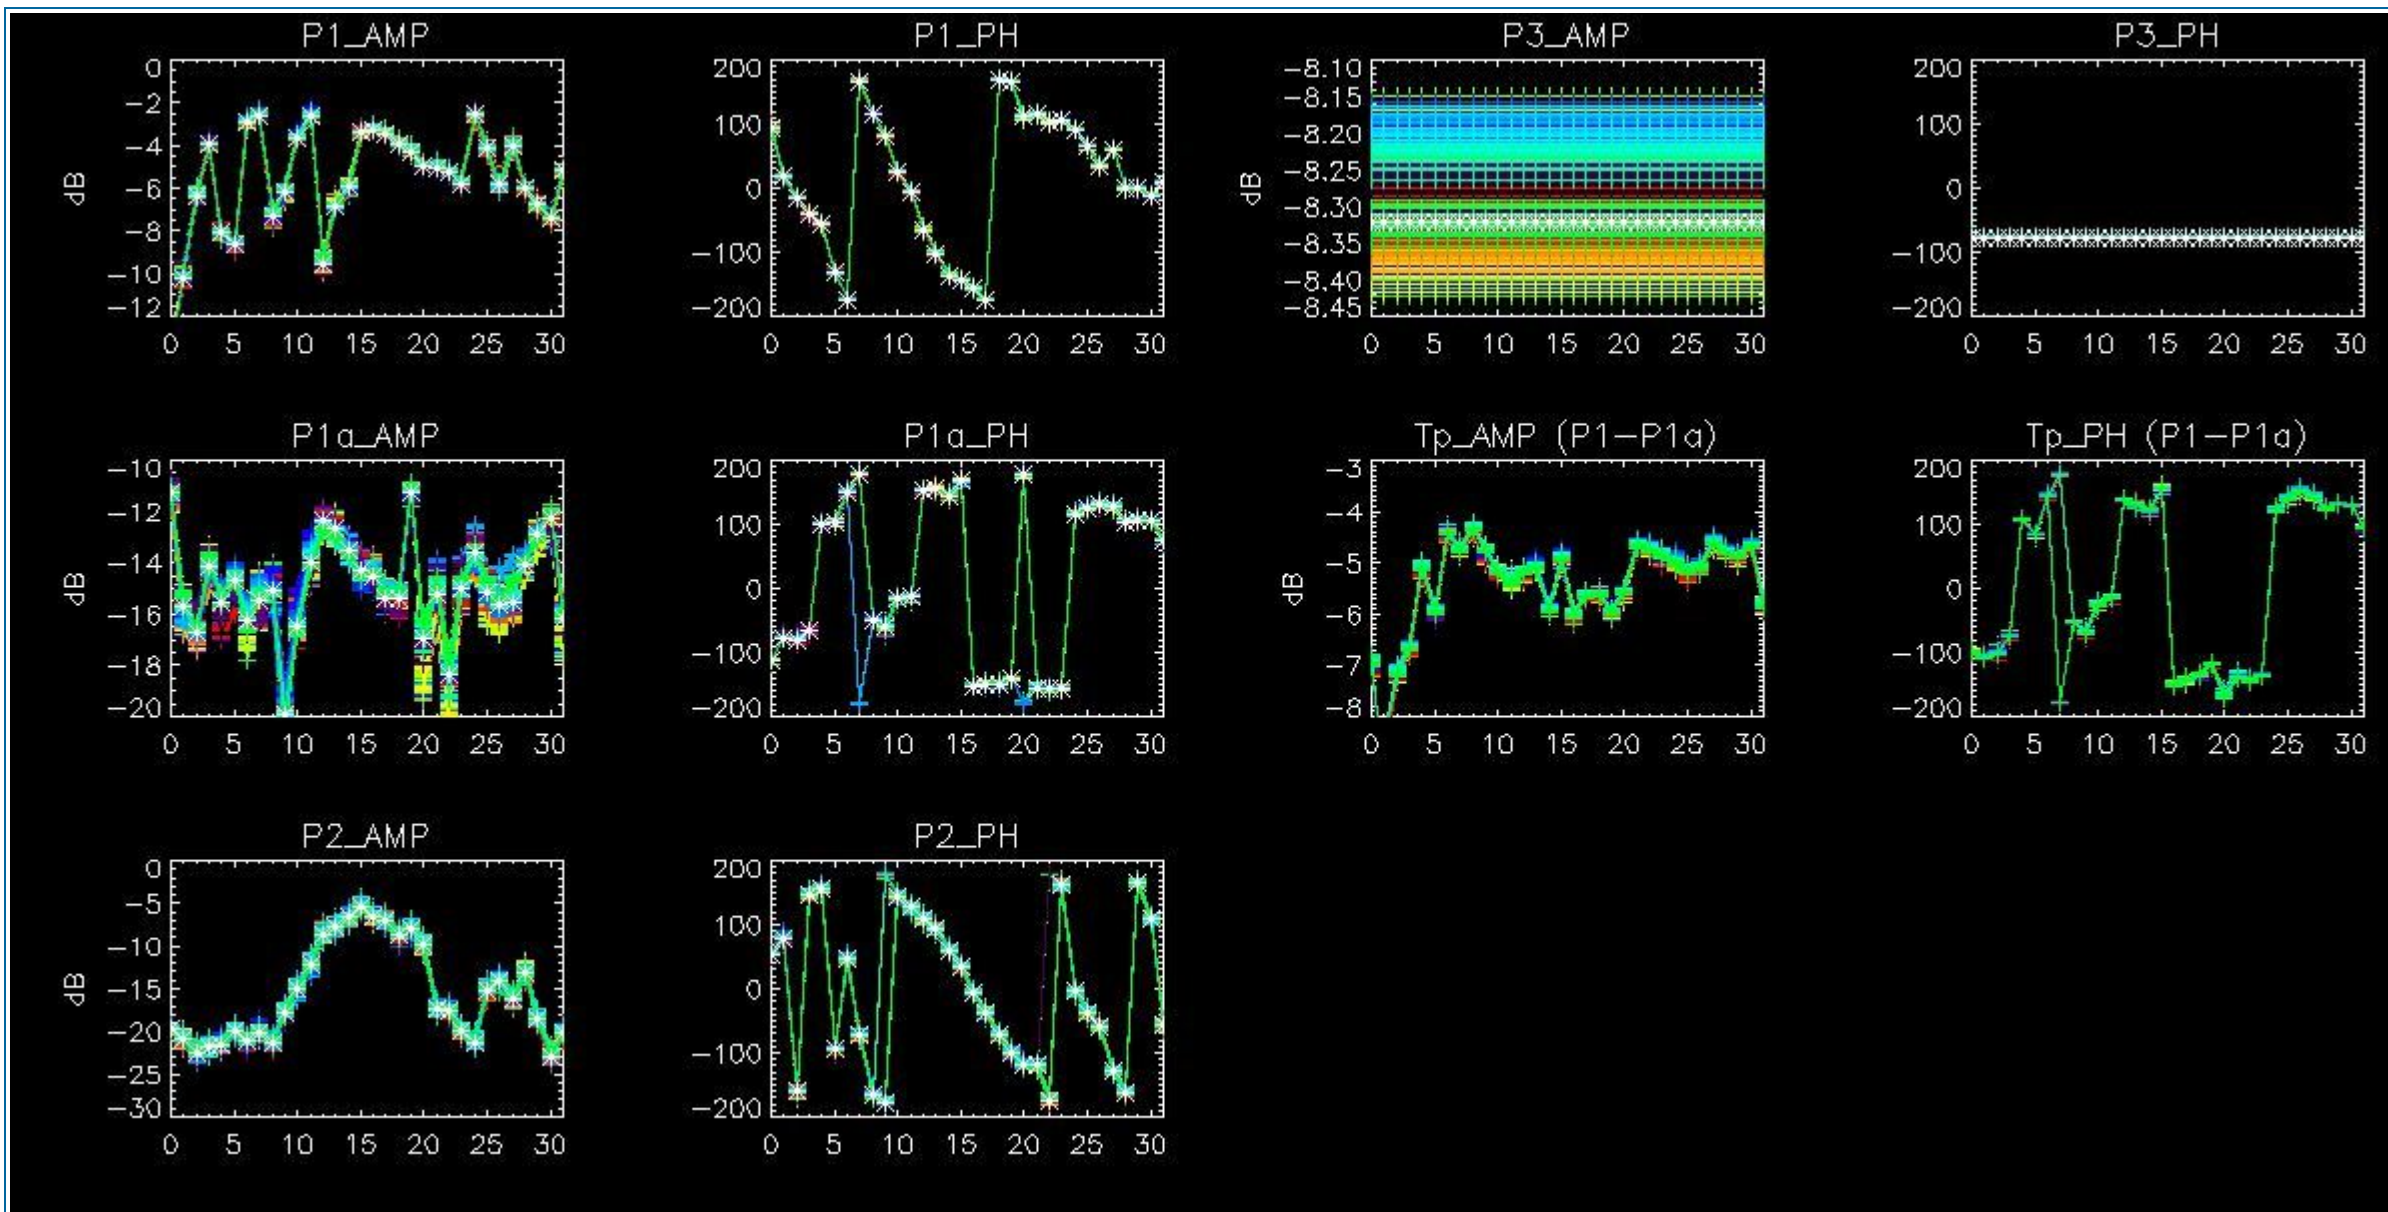 P1_AMP P1_PH P3_AMP P3_PH
0 200 -8.10 200
-2 -8.15
100 100
-4 -8.20
dB -6 0 dB -8.25 0
-8.30
-8 -100 -8.35 -100
-10 -8.40
-12 -200 -8.45 -200
0 5 10 15 20 25 30 0 5 10 15 20 25 30 0 5 10 15 20 25 30 0 5 10 15 20 25 30
P1a_AMP P1a_PH Tp_AMP (P1-P1a) Tp_PH (P1-P1a)
-10 200 -3 200
-12 100 -4 100
-14
dB 0 dB -5 0
-16 -6
-18 -100 -7 -100
-20 -200 -8 -200
0 5 10 15 20 25 30 0 5 10 15 20 25 30 0 5 10 15 20 25 30 0 5 10 15 20 25 30
P2_AMP P2_PH
0 200
-5 100
-10
dB -15 0
-20 -100
-25
-30 -200
0 5 10 15 20 25 30 0 5 10 15 20 25 30